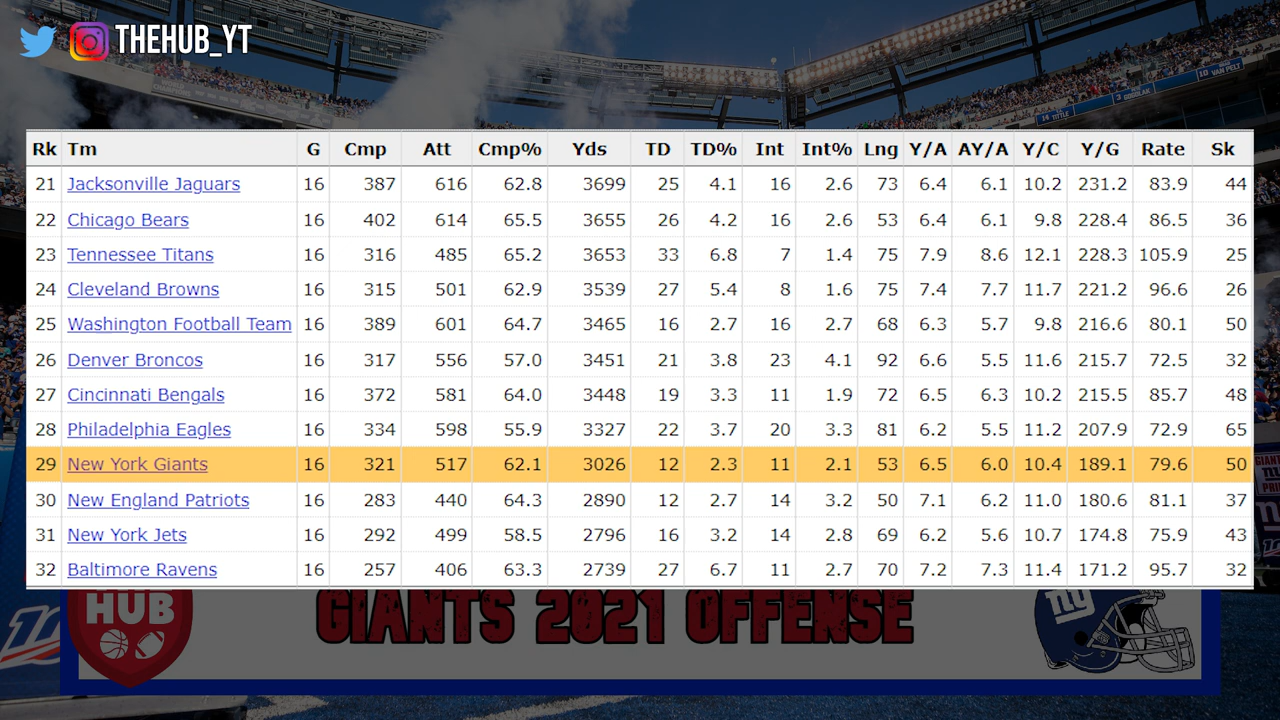 THEHUB_YT
10 VAN PELT
14 TITTLE
Rk Tm G Cmp Att Cmp% Yds TD TD% Int Int% Lng Y/A AY/A Y/C Y/G Rate Sk
21 Jacksonville Jaguars 16 387 616 62.8 3699 25 4.1 16 2.6 73 6.4 6.1 10.2 231.2 83.9 44
22 Chicago Bears 16 402 614 65.5 3655 26 4.2 16 2.6 53 6.4 6.1 9.8 228.4 86.5 36
23 Tennessee Titans 16 316 485 65.2 3653 33 6.8 7 1.4 75 7.9 8.6 12.1 228.3 105.9 25
24 Cleveland Browns 16 315 501 62.9 3539 27 5.4 8 1.6 75 7.4 7.7 11.7 221.2 96.6 26
25 Washington Football Team 16 389 601 64.7 3465 16 2.7 16 2.7 68 6.3 5.7 9.8 216.6 80.1 50
26 Denver Broncos 16 317 556 57.0 3451 21 3.8 23 4.1 92 6.6 5.5 11.6 215.7 72.5 32
27 Cincinnati Bengals 16 372 581 64.0 3448 19 3.3 11 1.9 72 6.5 6.3 10.2 215.5 85.7 48
28 Philadelphia Eagles 16 334 598 55.9 3327 22 3.7 20 3.3 81 6.2 5.5 11.2 207.9 72.9 65
29 New York Giants 16 321 517 62.1 3026 12 2.3 11 2.1 53 6.5 6.0 10.4 189.1 79.6 50
30 New England Patriots 16 283 440 64.3 2890 12 2.7 14 3.2 50 7.1 6.2 11.0 180.6 81.1 37
31 New York Jets 16 292 499 58.5 2796 16 3.2 14 2.8 69 6.2 5.6 10.7 174.8 75.9 43
32 Baltimore Ravens 16 257 406 63.3 2739 27 6.7 11 2.7 70 7.2 7.3 11.4 171.2 95.7 32
HUB
GIANTS 2021 OFFENSE
ny